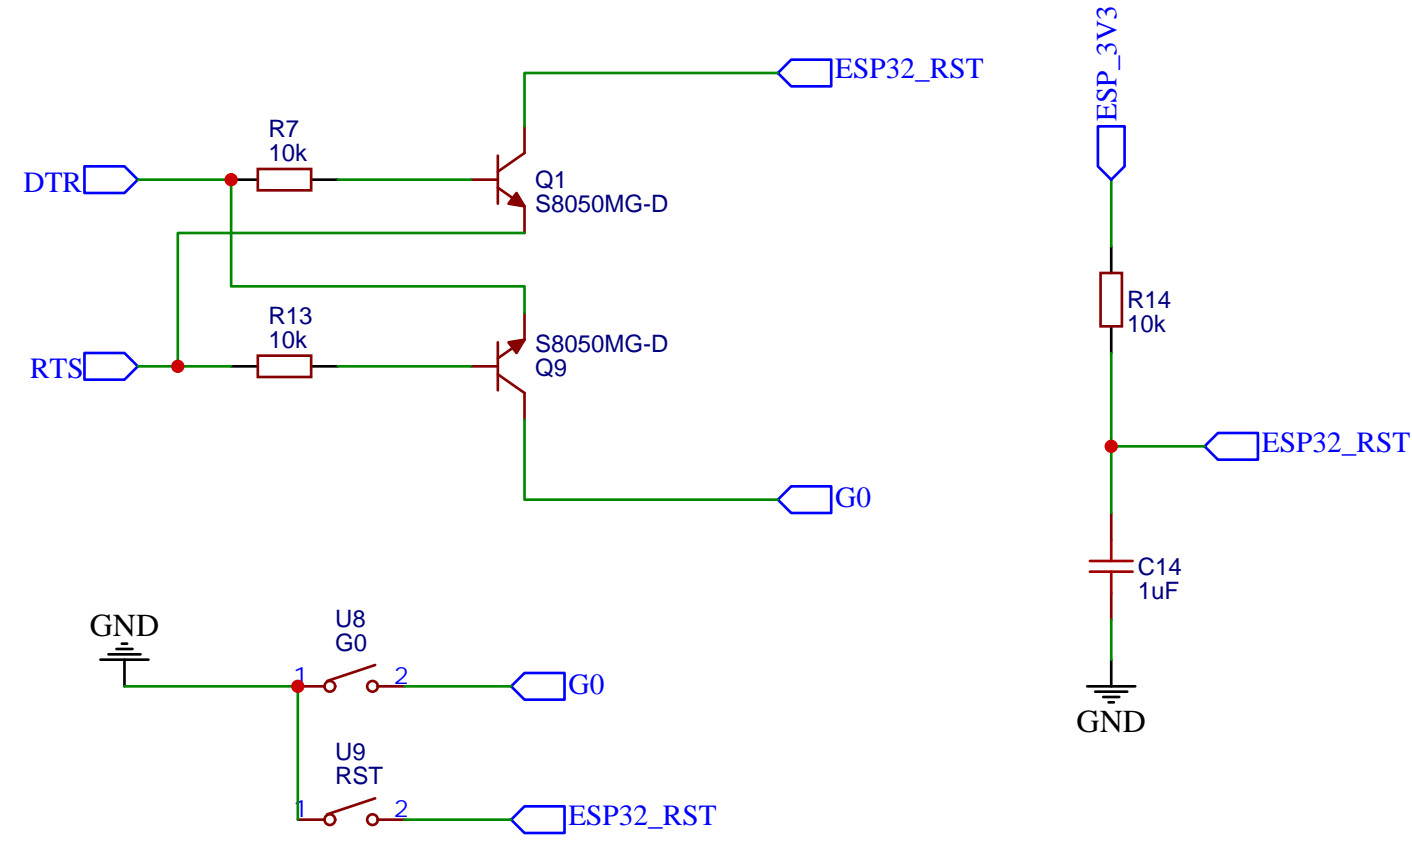 ESP32_RST
R7
10k
DTR
Q1
S8050MG-D
R13
10k
RTS
S8050MG-D
Q9
G0
GND
U8
G0
1
2
G0
U9
RST
1
2
ESP32_RST
ESP_3V3
R14
10k
ESP32_RST
C14
1uF
GND